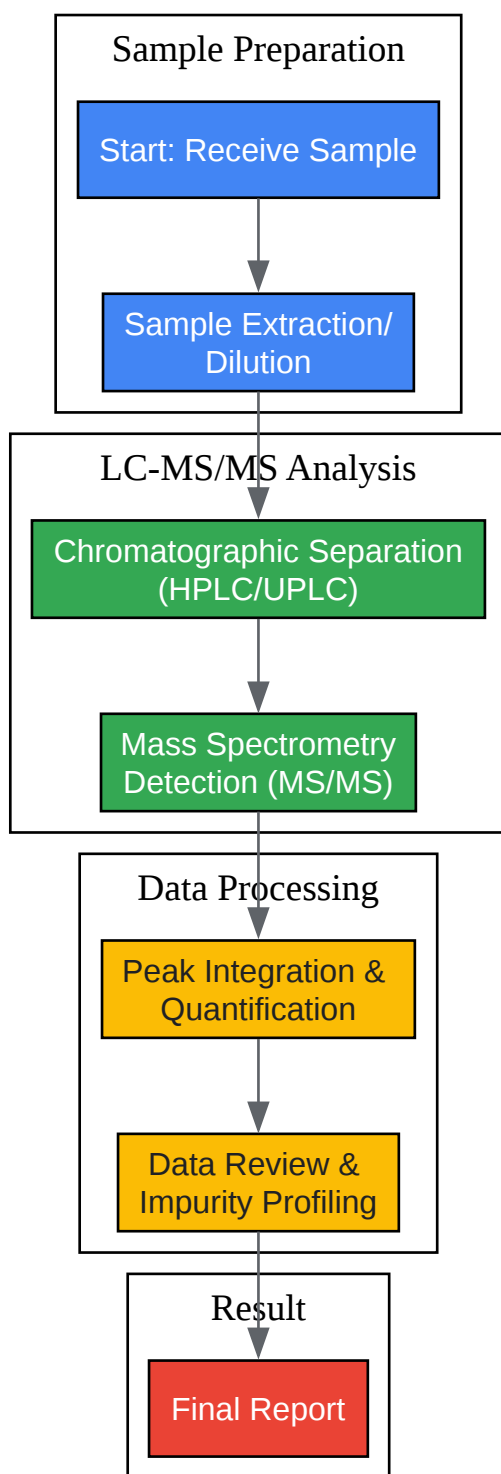 Sample Preparation
Start: Receive Sample
Sample Extraction/
Dilution
LC-MS/MS Analysis
Chromatographic Separation
(HPLC/UPLC)
Mass Spectrometry
Detection (MS/MS)
Data Processing
Peak Integration &
Quantification
Data Review &
Impurity Profiling
Result
Final Report